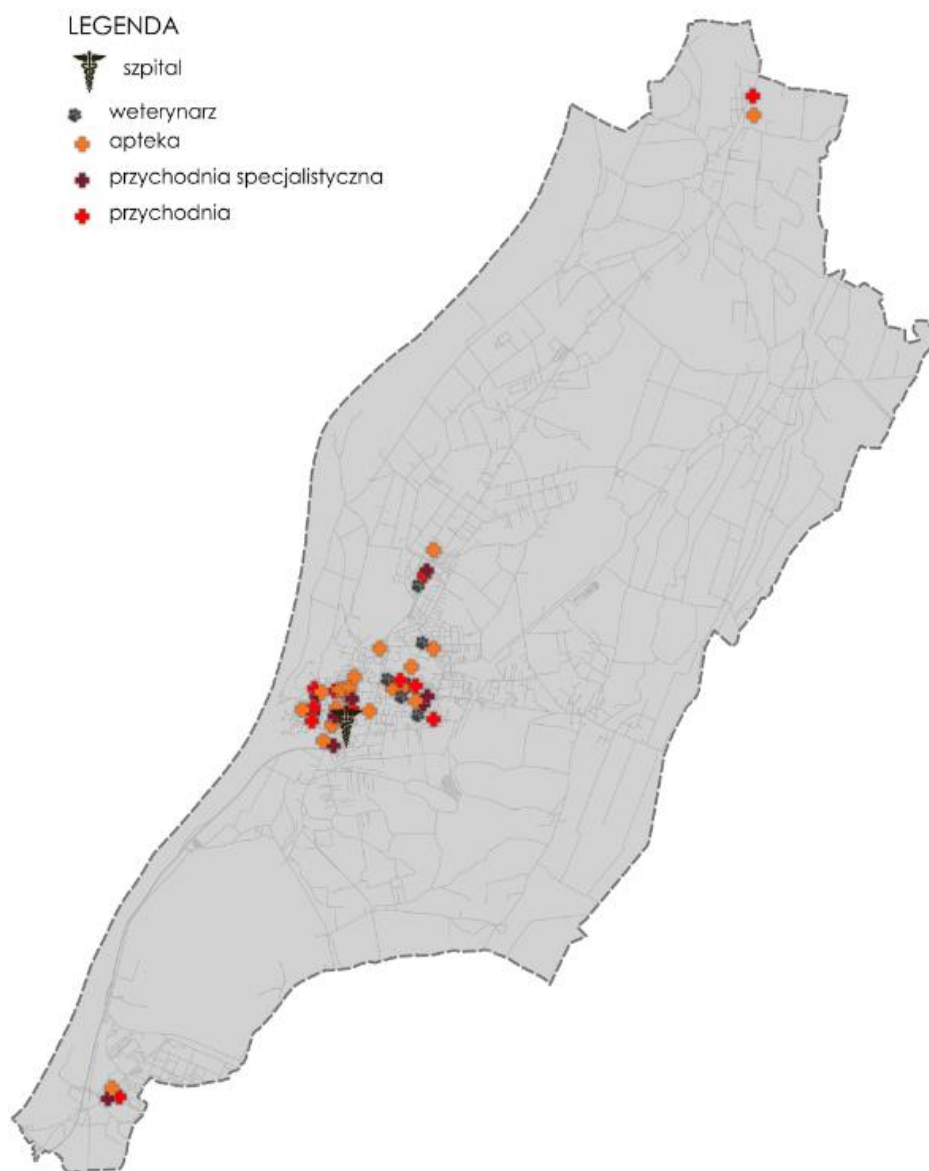 LEGENDA
szpital
weterynarz
apteka
przychodnia specjalistyczna
przychodnia